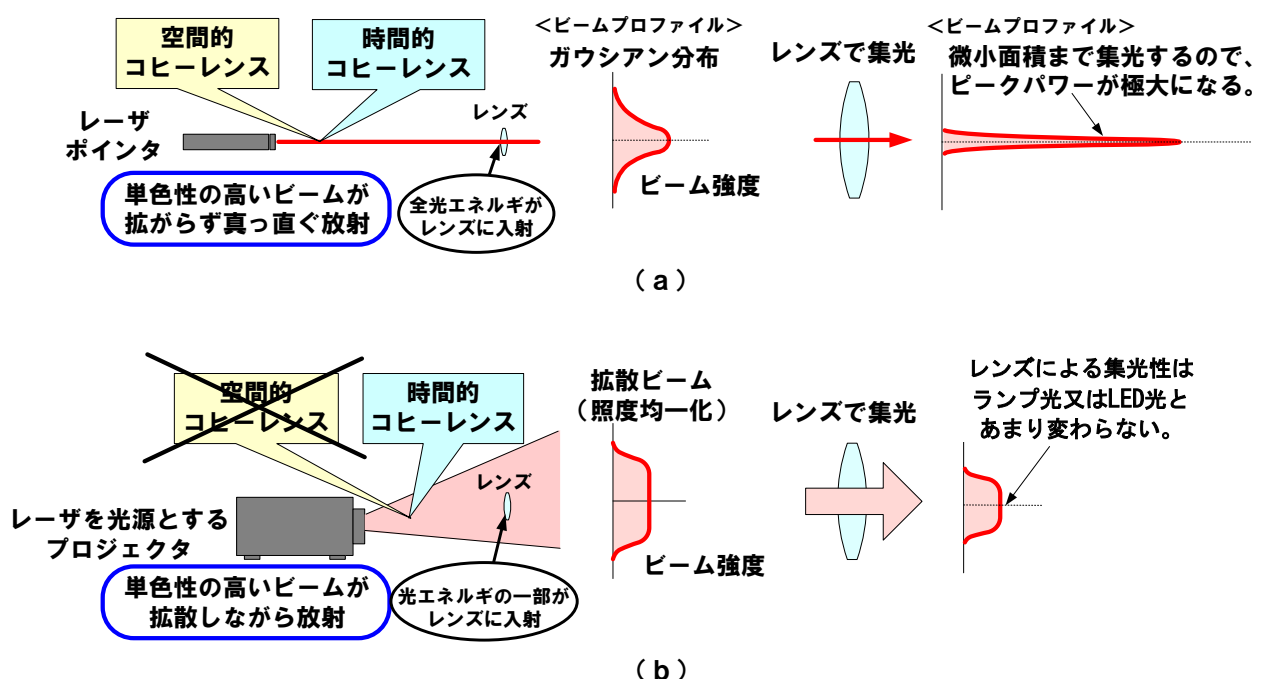 空間的
コヒーレンス
時間的
コヒーレンス
レーザ
ポインタ
レンズ
単色性の高いビームが
拡がらず真っ直ぐ放射
全光エネルギが
レンズに入射
<ビームプロファイル>
ガウシアン分布
ビーム強度
レンズで集光
<ビームプロファイル>
微小面積まで集光するので、
ピークパワーが極大になる。
(a)
空間的
コヒーレンス
時間的
コヒーレンス
レーザを光源とする
プロジェクタ
レンズ
単色性の高いビームが
拡散しながら放射
光エネルギの一部が
レンズに入射
拡散ビーム
(照度均一化)
ビーム強度
レンズで集光
レンズによる集光性は
ランプ光又はLED光と
あまり変わらない。
(b)